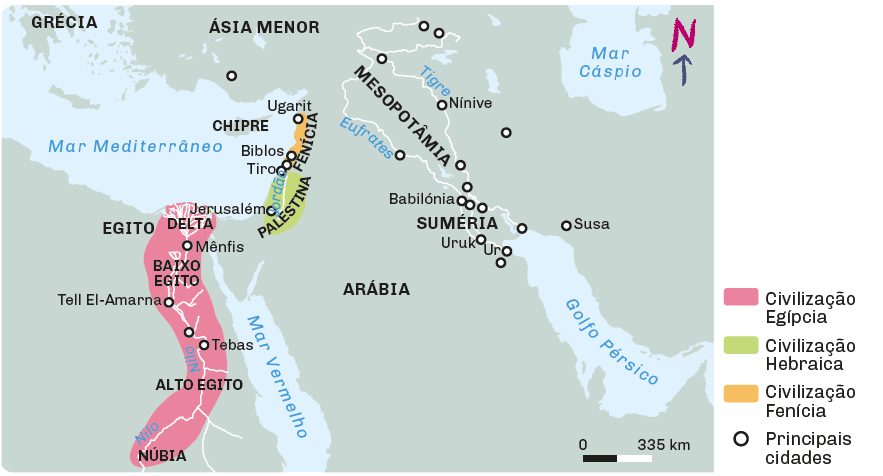 GRÉCIA
ÁSIA MENOR
Mar
Cáspio
N
Tigre
MESOPOTÂMIA
Nínive
Ugarit
CHIPRE
FENÍCIA
Eufrates
Mar Mediterrâneo
Biblos
Tiro
Jordão
PALESTINA
Jerusalém
Babilónia
SUMÉRIA
Susa
Uruk
Ur
EGITO
DELTA
Mênfis
BAIXO
EGITO
Tell El-Amarna
ARÁBIA
Golfo Pérsico
Mar Vermelho
Tebas
Nilo
ALTO EGITO
Nilo
NÚBIA
Civilização
Egípcia
Civilização
Hebraica
Civilização
Fenícia
Principais
cidades
0 335 km